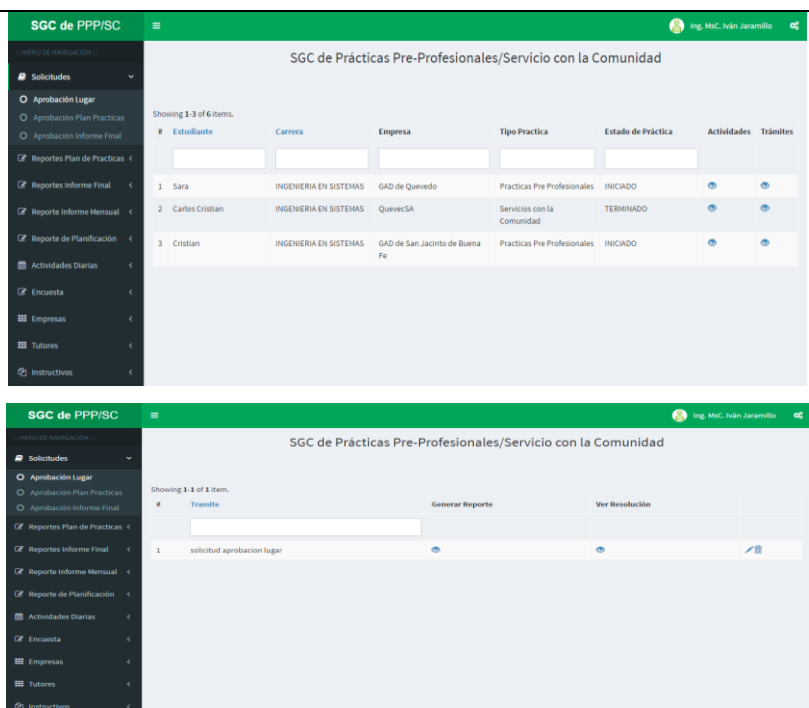 SGC de PPP/SC
Ing. MsC. Iván Jaramillo
:: MENÚ DE NAVEGACIÓN ::
SGC de Prácticas Pre-Profesionales/Servicio con la Comunidad
Solicitudes
Aprobación Lugar
Aprobación Plan Practicas
Aprobación Informe Final
Reportes Plan de Practicas
Reportes Informe Final
Reporte Informe Mensual
Reporte de Planificación
Actividades Diarias
Encuesta
Empresas
Tutores
Instructivos
Showing 1-3 of 6 items.
# Estudiante Carrera Empresa Tipo Practica Estado de Práctica Actividades Trámites
1 Sara INGENIERIA EN SISTEMAS GAD de Quevedo Practicas Pre Profesionales INICIADO
2 Carlos Cristian INGENIERIA EN SISTEMAS QuevecSA Servicios con la Comunidad TERMINADO
3 Cristian INGENIERIA EN SISTEMAS GAD de San Jacinto de Buena Fe Practicas Pre Profesionales INICIADO
SGC de PPP/SC
Ing. MsC. Iván Jaramillo
:: MENÚ DE NAVEGACIÓN ::
SGC de Prácticas Pre-Profesionales/Servicio con la Comunidad
Solicitudes
Aprobación Lugar
Aprobación Plan Practicas
Aprobación Informe Final
Reportes Plan de Practicas
Reportes Informe Final
Reporte Informe Mensual
Reporte de Planificación
Actividades Diarias
Encuesta
Empresas
Tutores
Instructivos
Showing 1-1 of 1 item.
# Tramite Generar Reporte Ver Resolución
1 solicitud aprobacion lugar